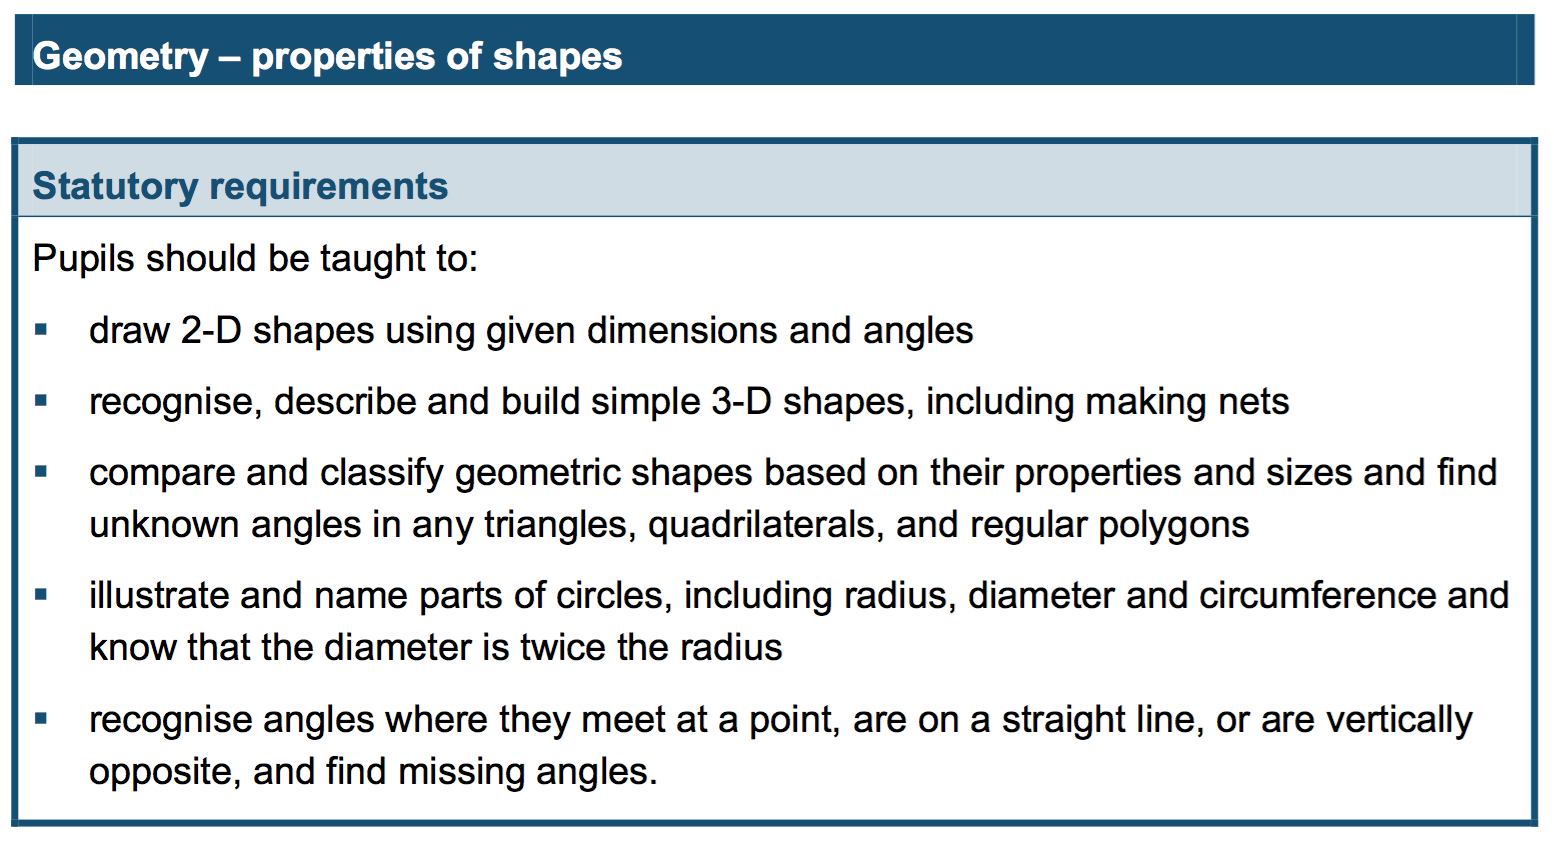 Geometry – properties of shapes
Statutory requirements
Pupils should be taught to:
▪ draw 2-D shapes using given dimensions and angles
▪ recognise, describe and build simple 3-D shapes, including making nets
▪ compare and classify geometric shapes based on their properties and sizes and find
unknown angles in any triangles, quadrilaterals, and regular polygons
▪ illustrate and name parts of circles, including radius, diameter and circumference and
know that the diameter is twice the radius
▪ recognise angles where they meet at a point, are on a straight line, or are vertically
opposite, and find missing angles.